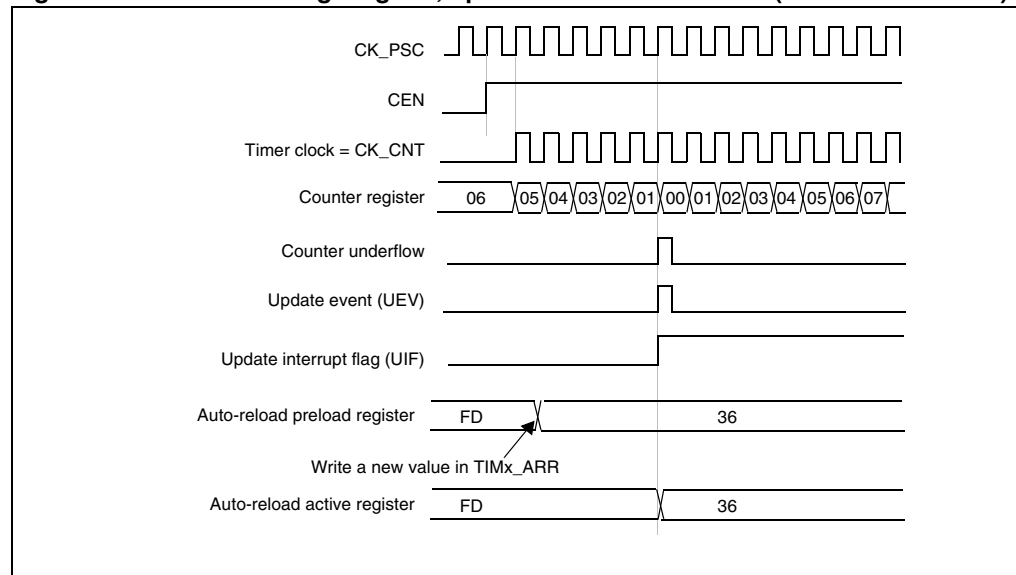 CK_PSC
CEN
Timer clock = CK_CNT
Counter register 06 05 04 03 02 01 00 01 02 03 04 05 06 07
Counter underflow
Update event (UEV)
Update interrupt flag (UIF)
Auto-reload preload register FD 36
Write a new value in TIMx_ARR
Auto-reload active register FD 36